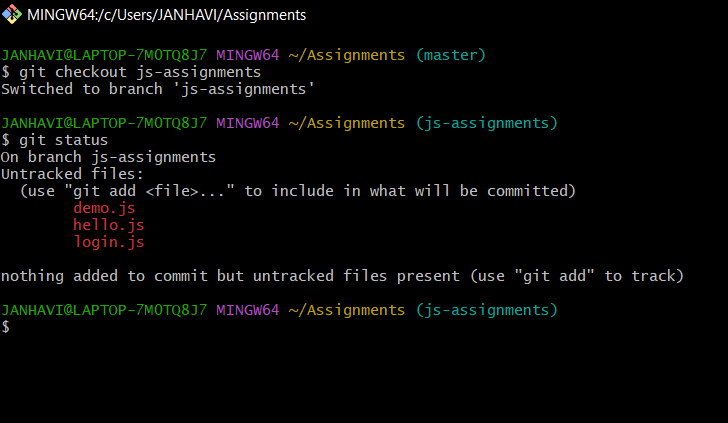 MINGW64:/c/Users/JANHAVI/Assignments
JANHAVI@LAPTOP-7M0TQ8J7 MINGW64 ~/Assignments (master)
$ git checkout js-assignments
Switched to branch 'js-assignments'
JANHAVI@LAPTOP-7M0TQ8J7 MINGW64 ~/Assignments (js-assignments)
$ git status
On branch js-assignments
Untracked files:
  (use "git add <file>..." to include in what will be committed)
        demo.js
        hello.js
        login.js
nothing added to commit but untracked files present (use "git add" to track)
JANHAVI@LAPTOP-7M0TQ8J7 MINGW64 ~/Assignments (js-assignments)
$